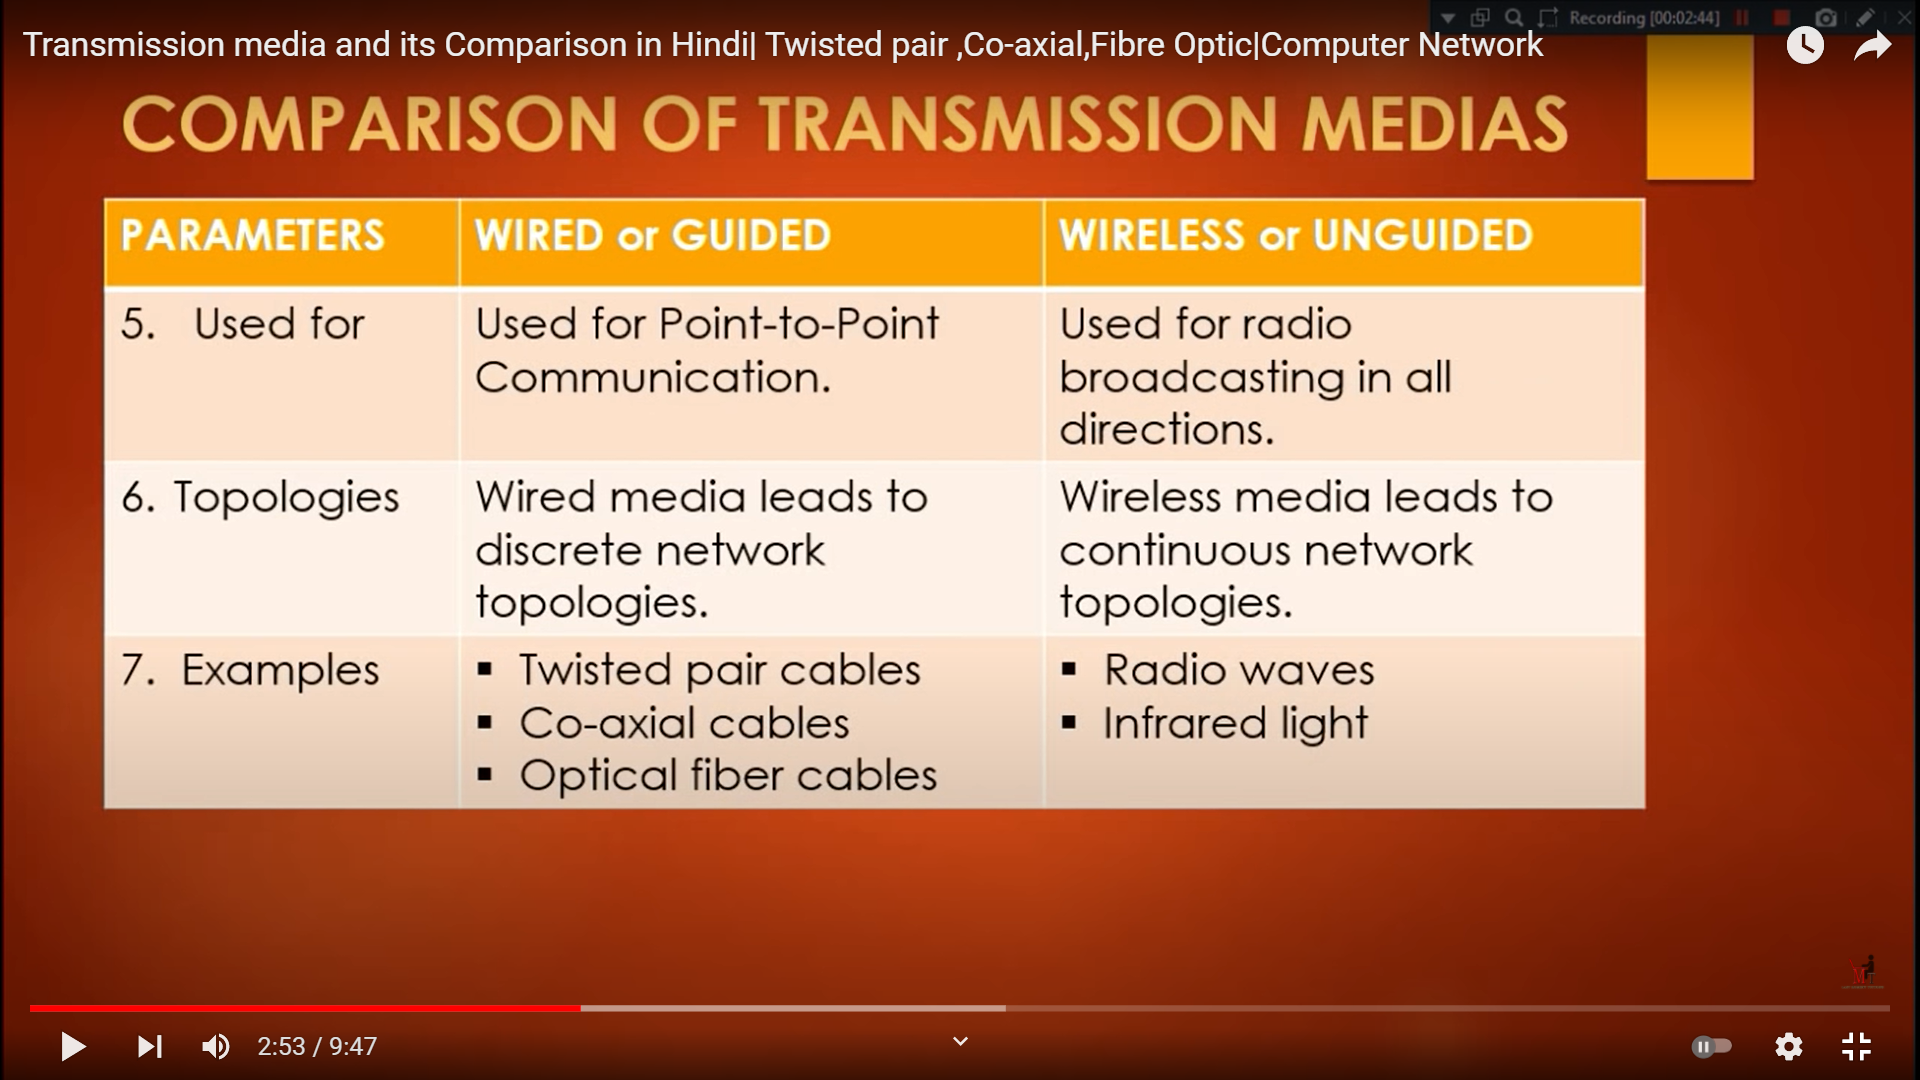 Recording [00:02:44]
Transmission media and its Comparison in Hindi| Twisted pair ,Co-axial,Fibre Optic|Computer Network
COMPARISON OF TRANSMISSION MEDIAS
PARAMETERS
WIRED or GUIDED
WIRELESS or UNGUIDED
5. Used for
Used for Point-to-Point
Communication.
Used for radio
broadcasting in all
directions.
6. Topologies
Wired media leads to
discrete network
topologies.
Wireless media leads to
continuous network
topologies.
7. Examples
▪ Twisted pair cables
▪ Co-axial cables
▪ Optical fiber cables
▪ Radio waves
▪ Infrared light
2:53 / 9:47